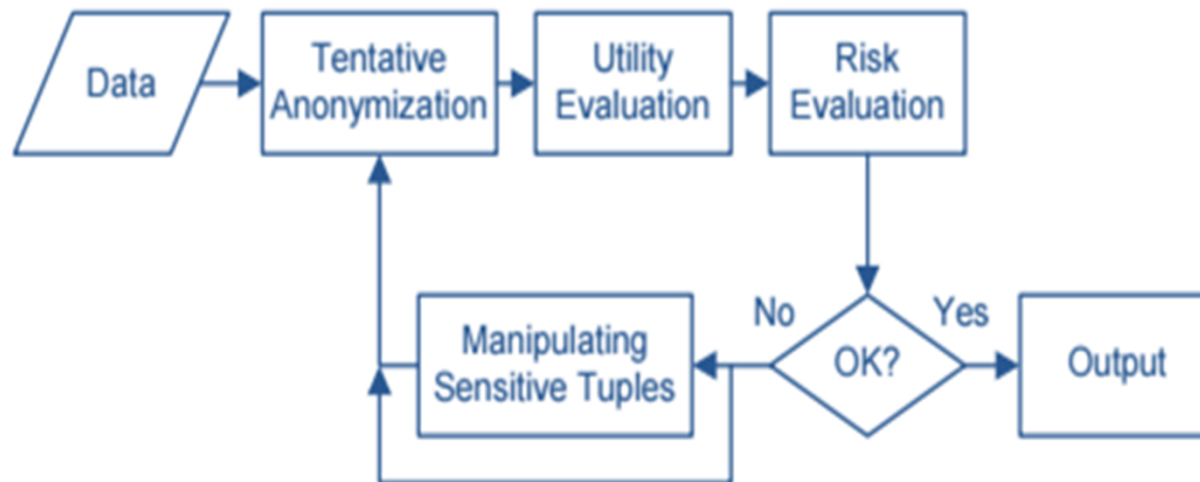 Data
Tentative
Anonymization
Utility
Evaluation
Risk
Evaluation
No
Yes
Manipulating
Sensitive Tuples
OK?
Output